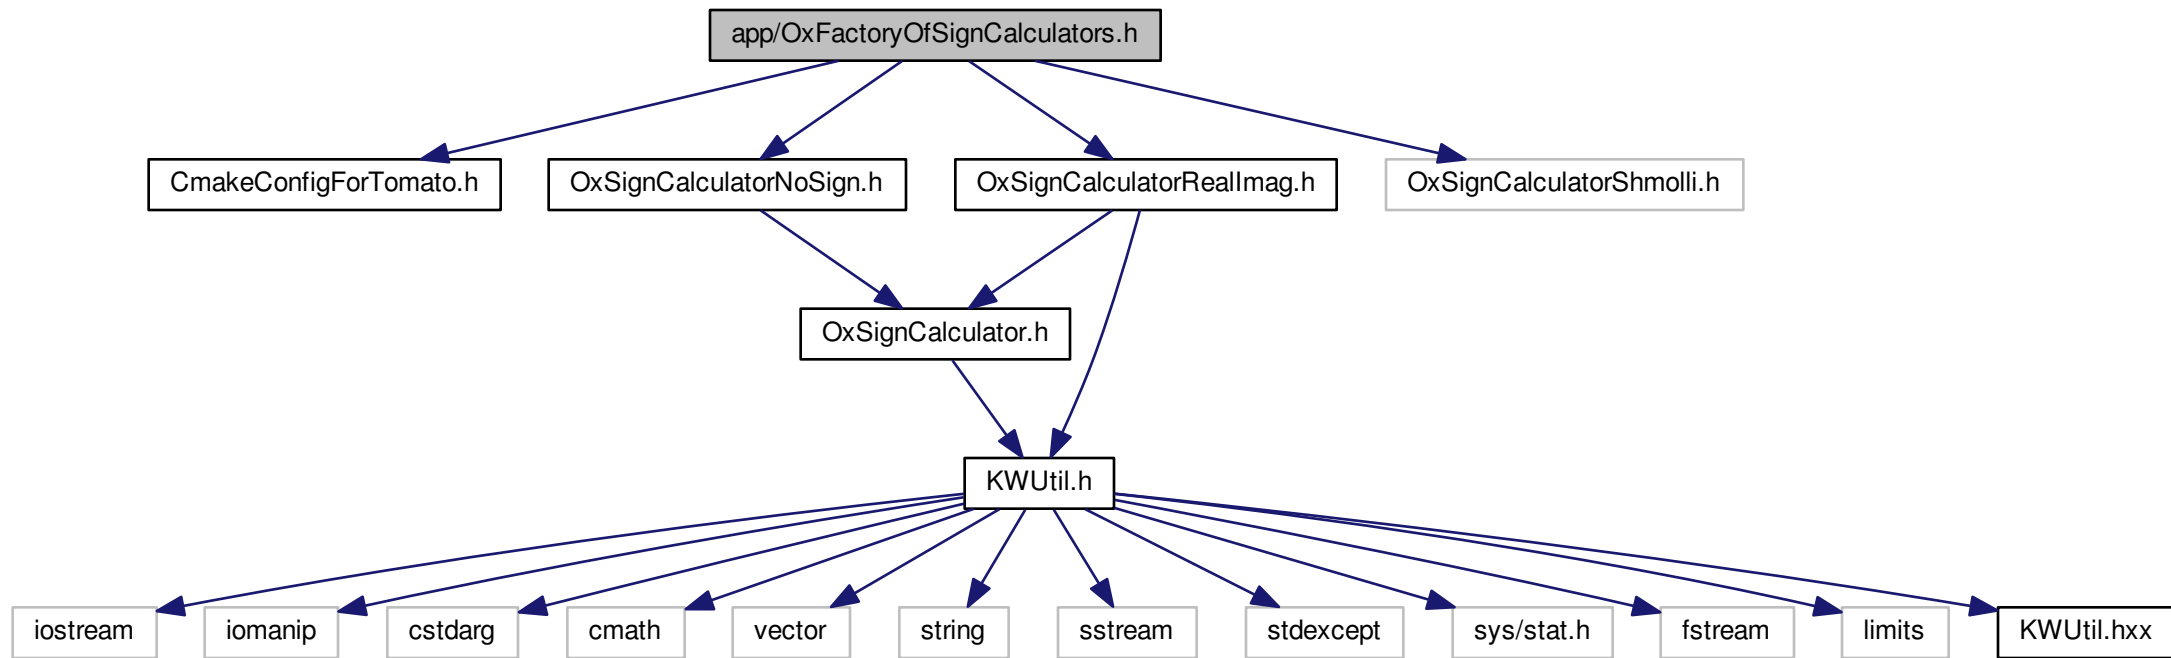 app/OxFactoryOfSignCalculators.h
CmakeConfigForTomato.h
OxSignCalculatorNoSign.h
OxSignCalculatorRealImag.h
OxSignCalculatorShmolli.h
OxSignCalculator.h
KWUtil.h
iostream
iomanip
cstdarg
cmath
vector
string
sstream
stdexcept
sys/stat.h
fstream
limits
KWUtil.hxx